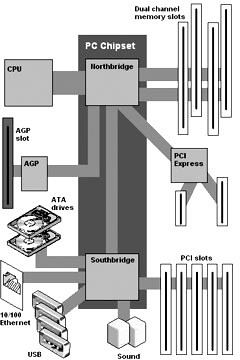 Dual channel
memory slots
PC Chipset
CPU
Northbridge
AGP
slot
AGP
PCI
Express
ATA
drives
Southbridge
PCI slots
10/100
Ethernet
USB
Sound